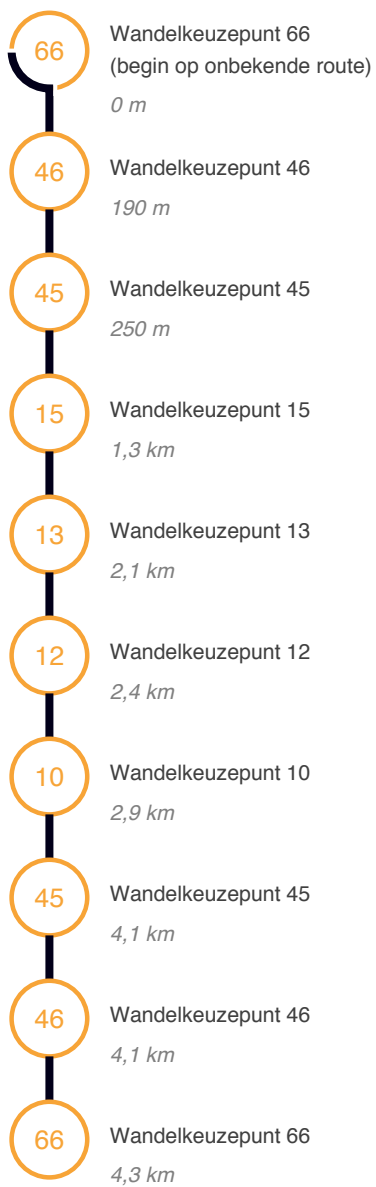 66
Wandelkeuzepunt 66
(begin op onbekende route)
0 m
46
Wandelkeuzepunt 46
190 m
45
Wandelkeuzepunt 45
250 m
15
Wandelkeuzepunt 15
1,3 km
13
Wandelkeuzepunt 13
2,1 km
12
Wandelkeuzepunt 12
2,4 km
10
Wandelkeuzepunt 10
2,9 km
45
Wandelkeuzepunt 45
4,1 km
46
Wandelkeuzepunt 46
4,1 km
66
Wandelkeuzepunt 66
4,3 km